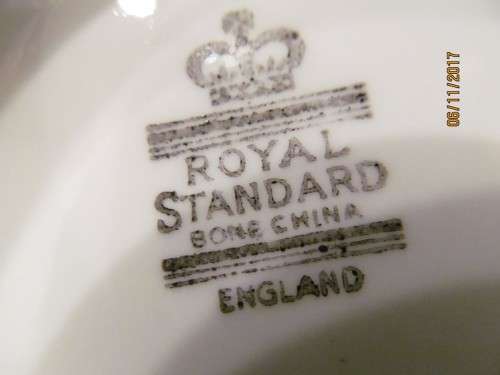 ROYAL
STANDARD
BONE CHINA
ENGLAND
06/11/2017